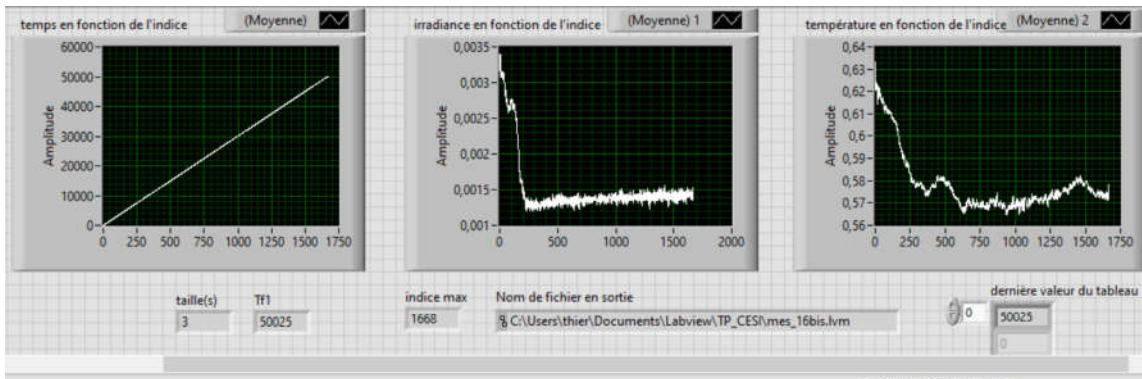 temps en fonction de l'indice
(Moyenne)
60000
50000
40000
30000
20000
10000
0
Amplitude
0 250 500 750 1000 1250 1500 1750
irradiance en fonction de l'indice
(Moyenne) 1
0,0035
0,003
0,0025
0,002
0,0015
0,001
Amplitude
0 500 1000 1500 2000
température en fonction de l'indice
(Moyenne) 2
0,64
0,63
0,62
0,61
0,6
0,59
0,58
0,57
0,56
Amplitude
0 250 500 750 1000 1250 1500 1750
taille(s)
3
Tf1
50025
indice max
1668
Nom de fichier en sortie
C:\Users\thier\Documents\Labview\TP_CESI\mes_16bis.lvm
dernière valeur du tableau
0
50025
0